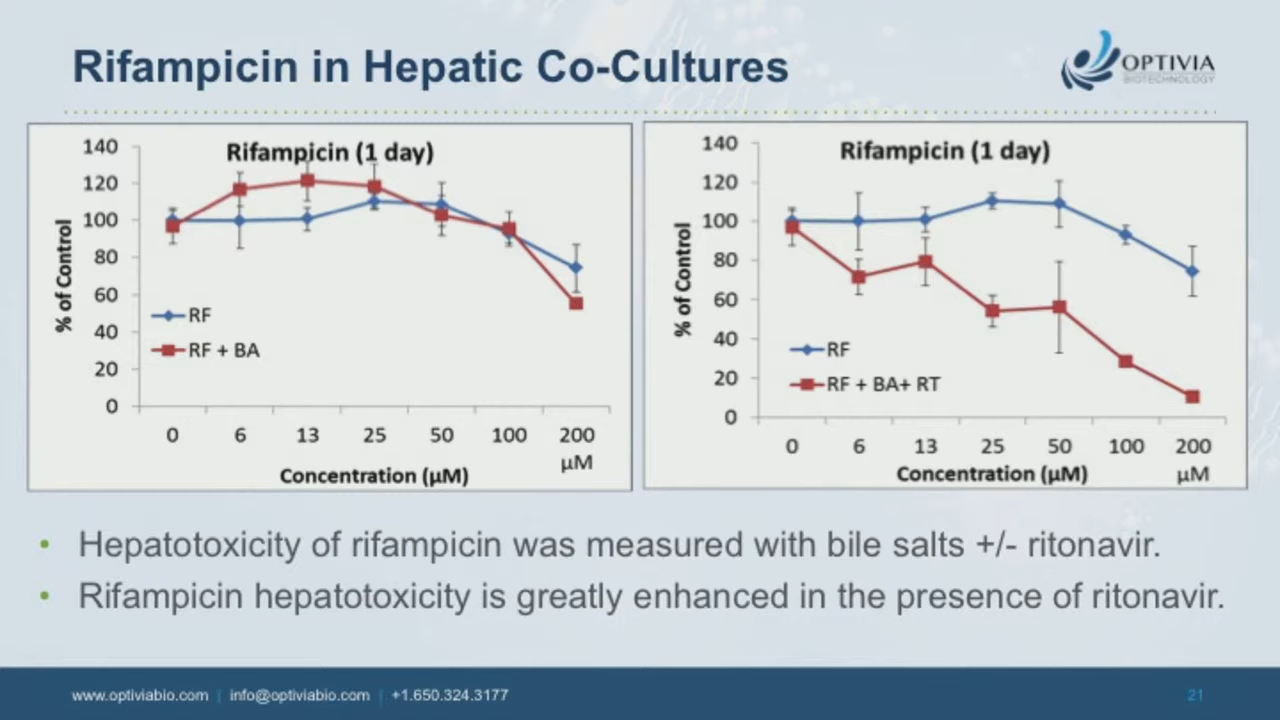 Rifampicin in Hepatic Co-Cultures
OPTIVIA
BIOTECHNOLOGY
Rifampicin (1 day)
140
120
100
80
60
40
20
0
% of Control
RF
RF + BA
0 6 13 25 50 100 200
µM
Concentration (µM)
Rifampicin (1 day)
140
120
100
80
60
40
20
0
% of Control
RF
RF + BA+ RT
0 6 13 25 50 100 200
µM
Concentration (µM)
• Hepatotoxicity of rifampicin was measured with bile salts +/- ritonavir.
• Rifampicin hepatotoxicity is greatly enhanced in the presence of ritonavir.
www.optiviabio.com | info@optiviabio.com | +1.650.324.3177
21